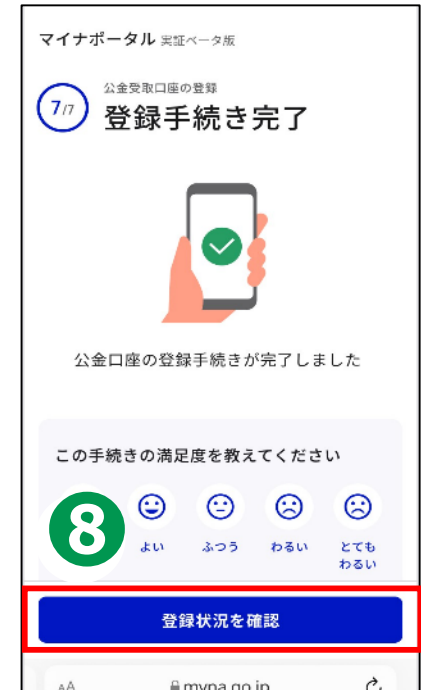 マイナポータル 実証ベータ版
公金受取口座の登録
7/7
登録手続き完了
公金口座の登録手続きが完了しました
この手続きの満足度を教えてください
8
よい
ふつう
わるい
とても
わるい
登録状況を確認
AA
myna.go.jp